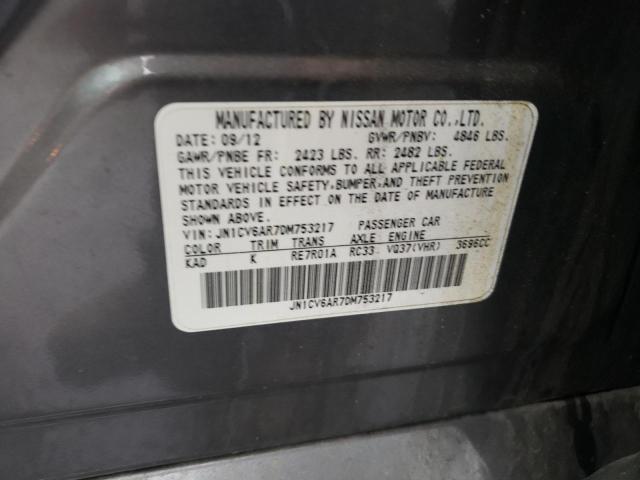 MANUFACTURED BY NISSAN MOTOR CO.,LTD.
DATE: 09/12 GVWR/PNBV: 4846 LBS.
GAWR/PNBE FR: 2423 LBS. RR: 2482 LBS.
THIS VEHICLE CONFORMS TO ALL APPLICABLE FEDERAL
MOTOR VEHICLE SAFETY,BUMPER,AND THEFT PREVENTION
STANDARDS IN EFFECT ON THE DATE OF MANUFACTURE
SHOWN ABOVE.
VIN: JN1CV6AR7DM753217 PASSENGER CAR
COLOR TRIM TRANS AXLE: ENGINE
KAD K RE7R01A RC33 VQ37(VHR) 3696CC
JN1CV6AR7DM753217